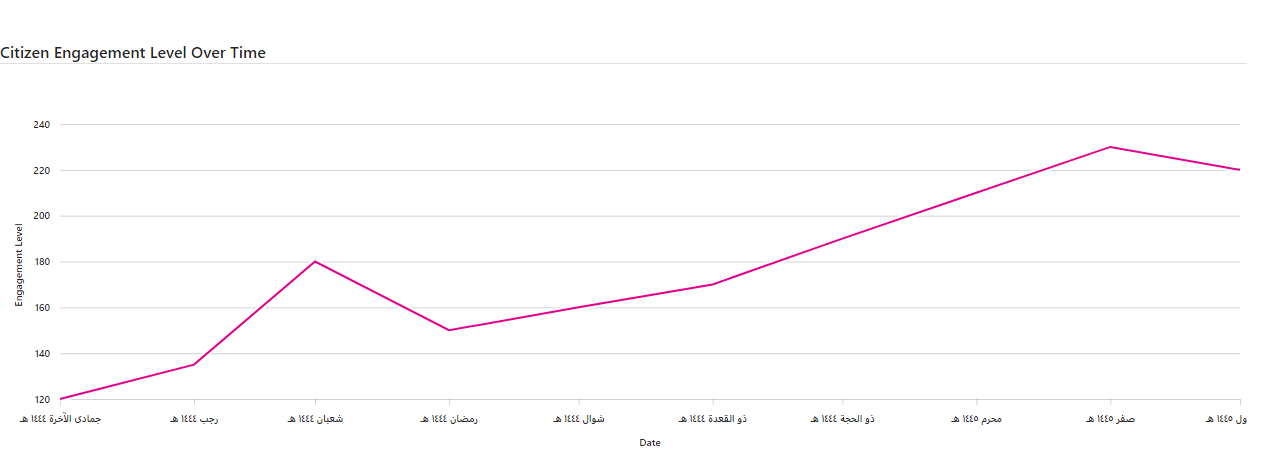 Citizen Engagement Level Over Time
240
220
200
180
160
140
120
Engagement Level
جمادى الآخرة ١٤٤٤ هـ
رجب ١٤٤٤ هـ
شعبان ١٤٤٤ هـ
رمضان ١٤٤٤ هـ
شوال ١٤٤٤ هـ
ذو القعدة ١٤٤٤ هـ
ذو الحجة ١٤٤٤ هـ
محرم ١٤٤٥ هـ
صفر ١٤٤٥ هـ
ول ١٤٤٥ هـ
Date